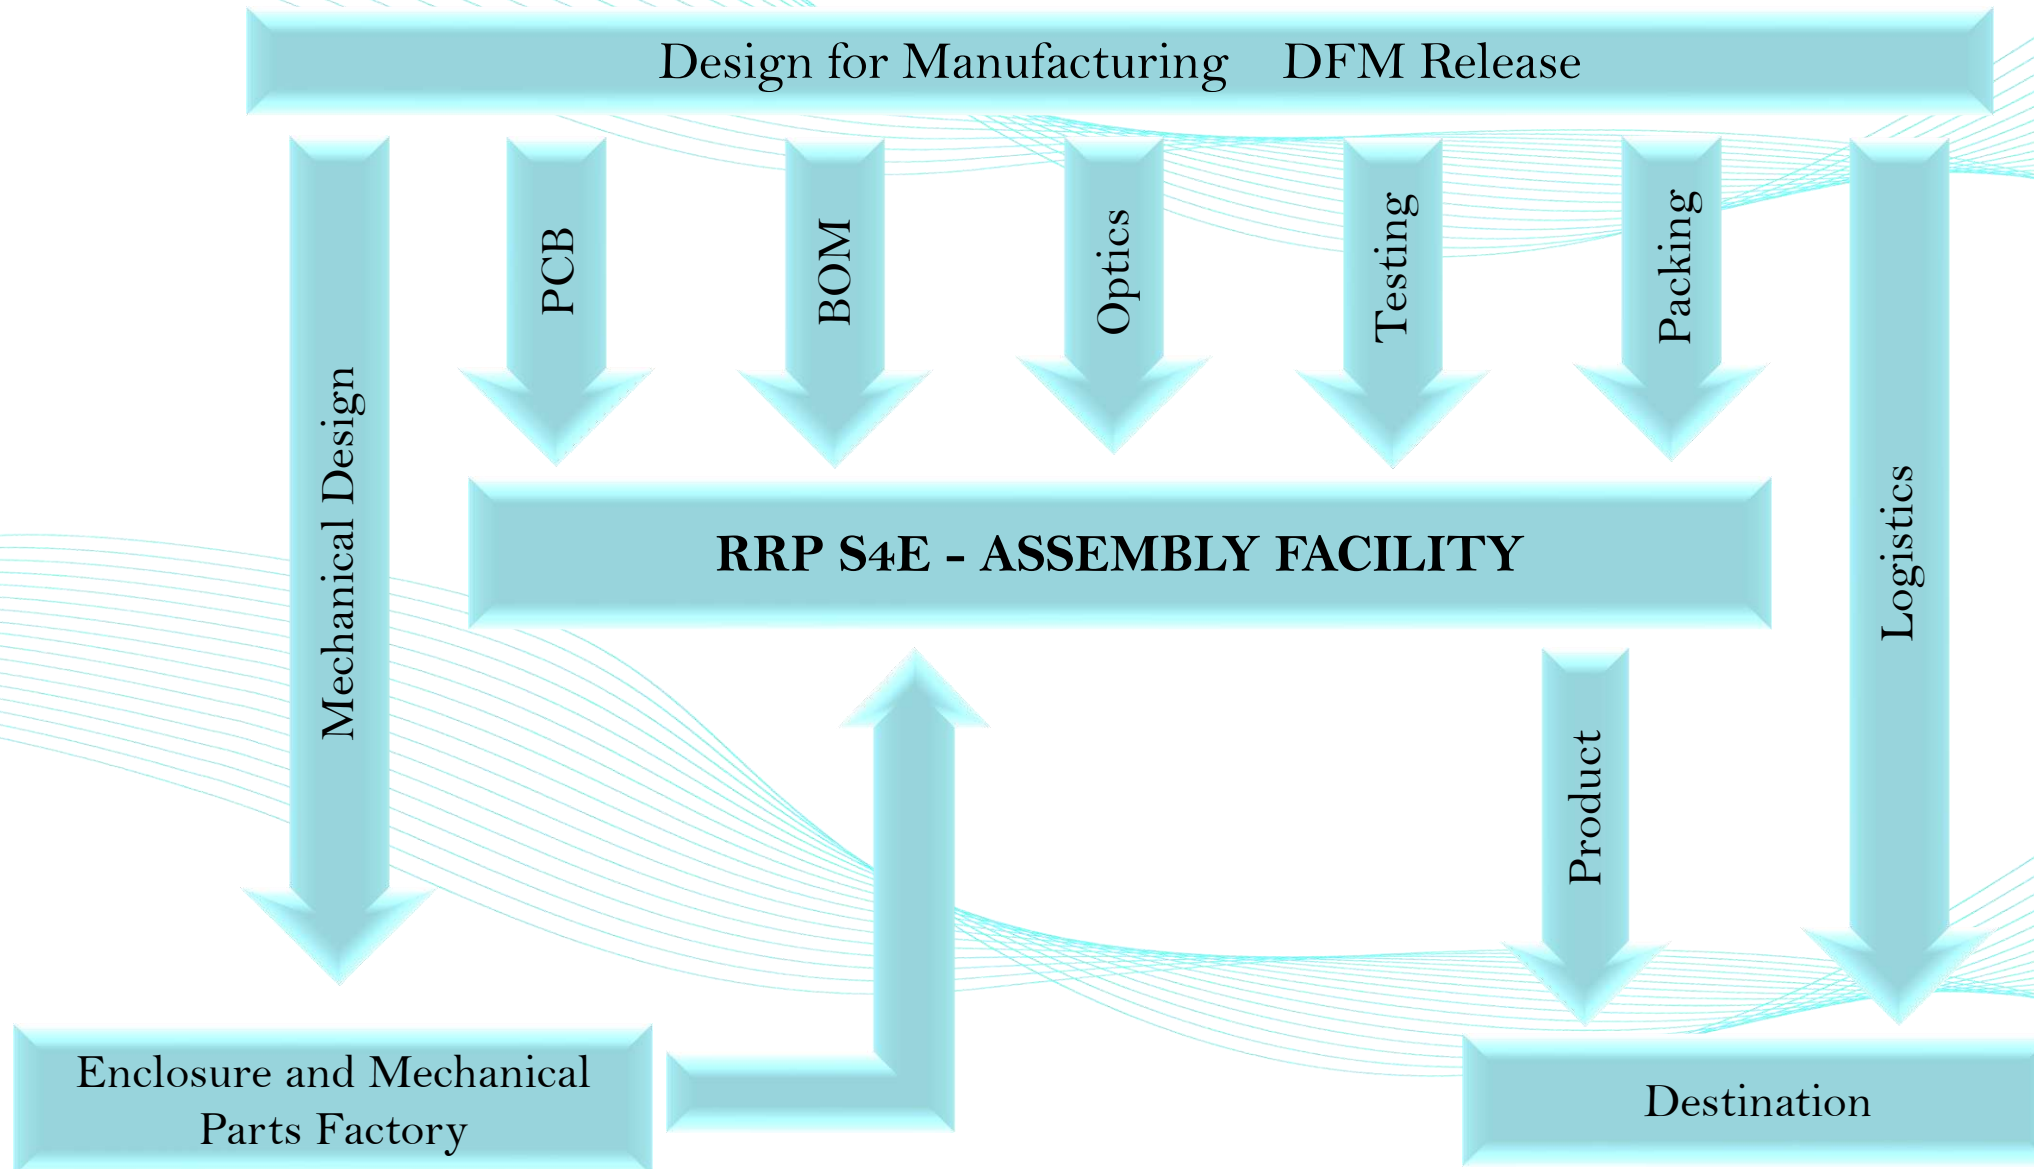 Design for Manufacturing DFM Release
Mechanical Design
PCB
BOM
Optics
Testing
Packing
Logistics
RRP S4E - ASSEMBLY FACILITY
Product
Enclosure and Mechanical
Parts Factory
Destination